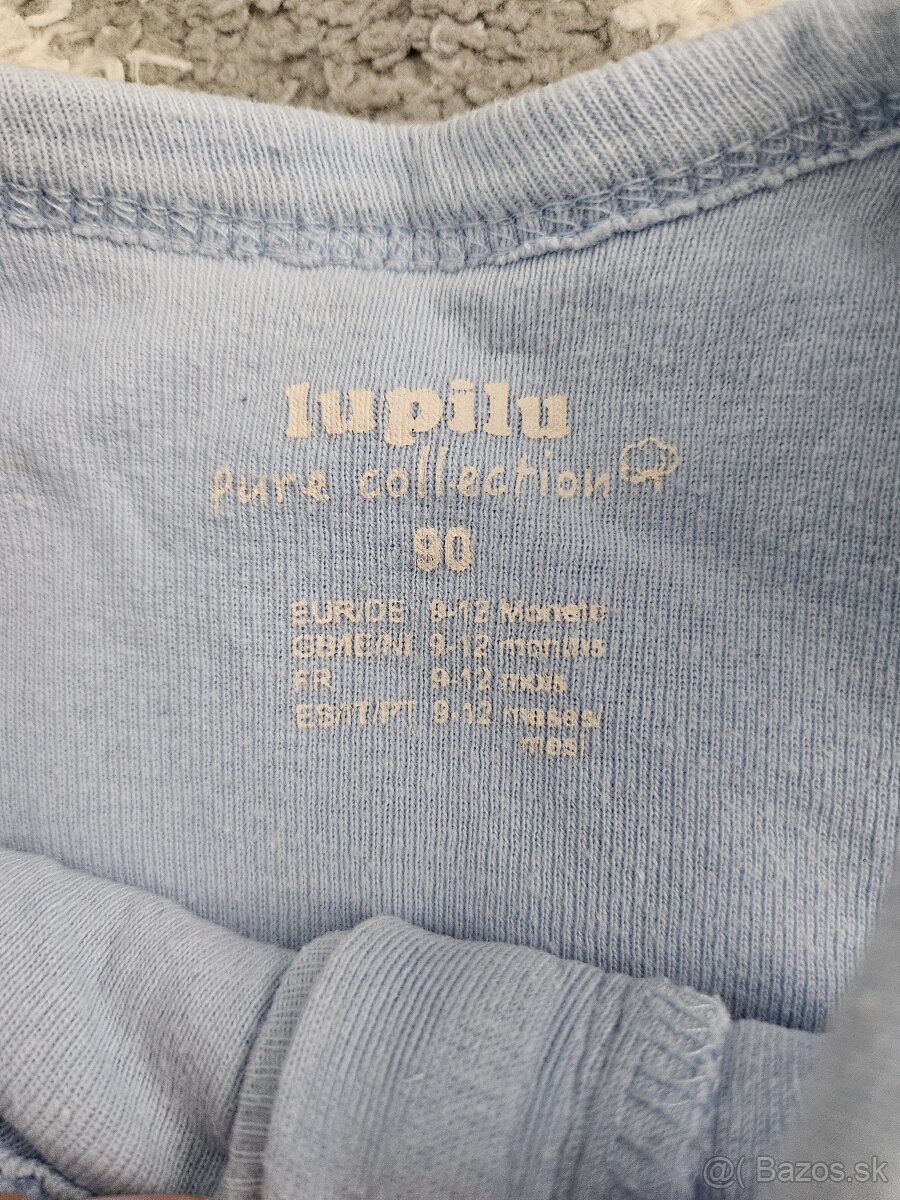 lupilu
pure collection
90
EUR/DE 9-12 Monate
GB/IE/NI 9-12 months
FR 9-12 mois
ES/IT/PT 9-12 meses/
mesi
@( Bazos.sk